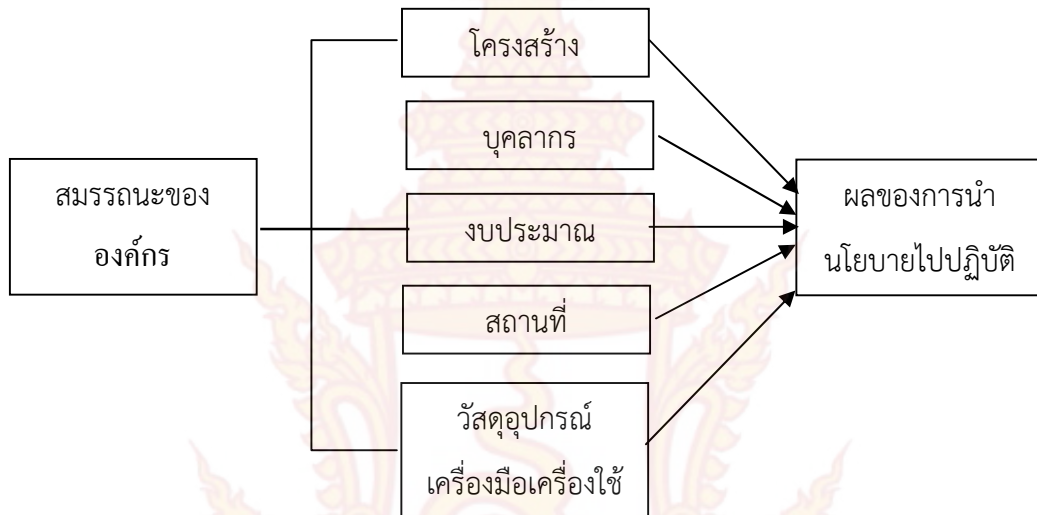 โครงสร้าง
บุคลากร
สมรรถนะของ
องค์กร
งบประมาณ
ผลของการนำ
นโยบายไปปฏิบัติ
สถานที่
วัสดุอุปกรณ์
เครื่องมือเครื่องใช้